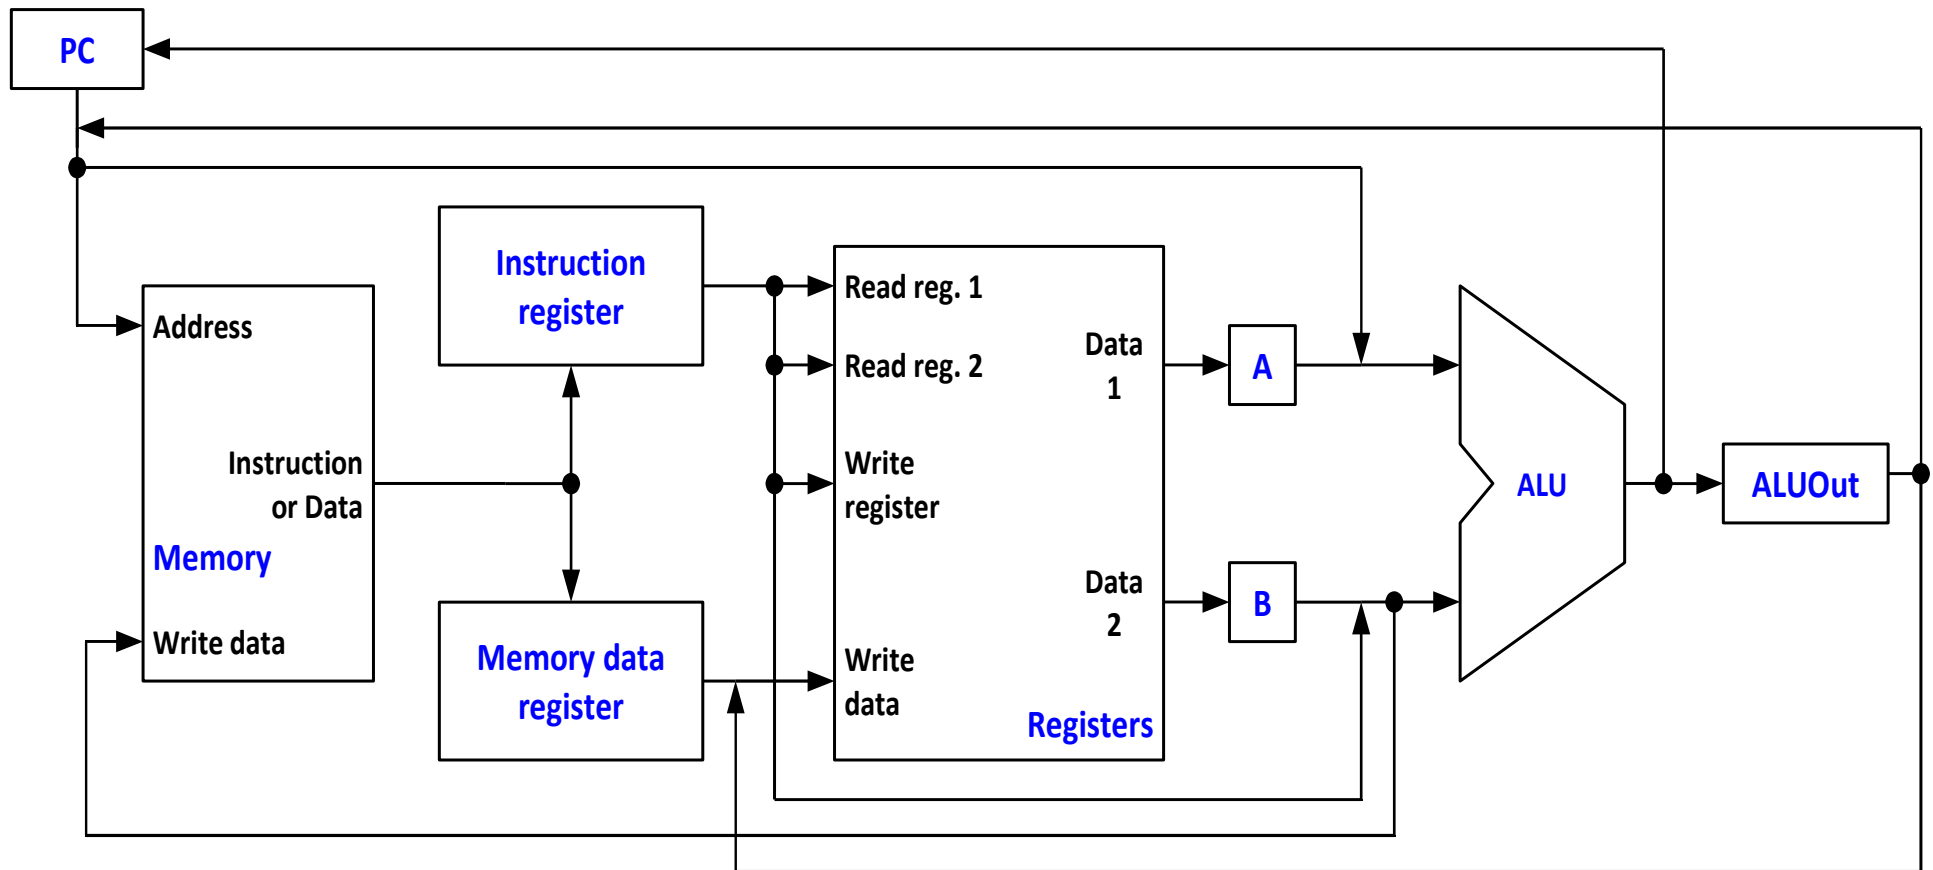 PC
Instruction
register
Address
Instruction
or Data
Memory
Write data
Memory data
register
Read reg. 1
Read reg. 2
Write
register
Write
data
Data
1
Data
2
Registers
A
B
ALU
ALUOut